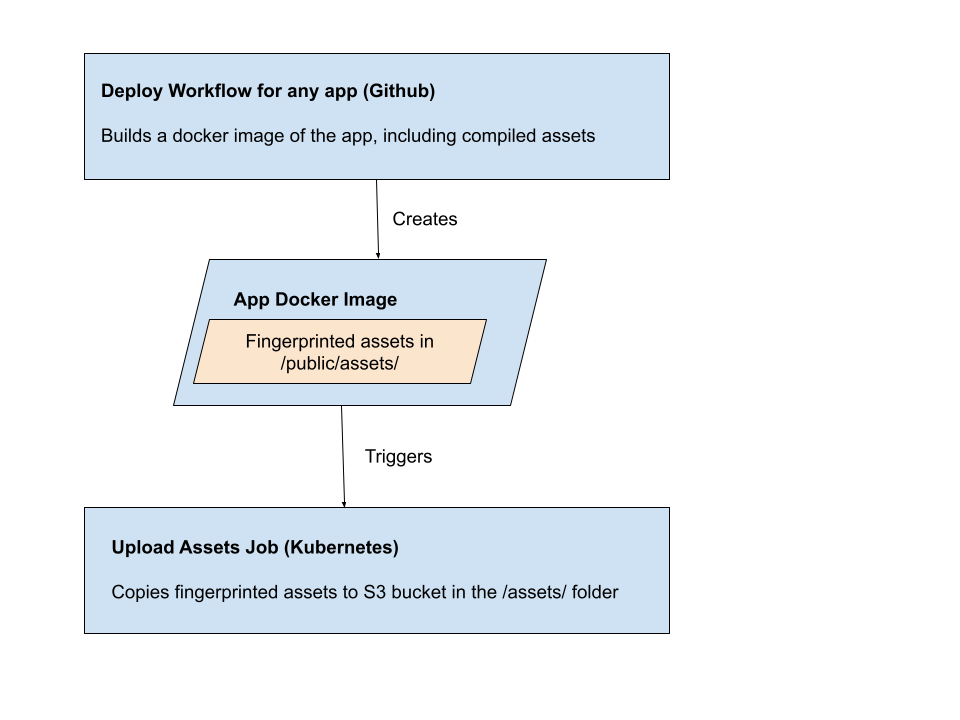 Deploy Workflow for any app (Github)
Builds a docker image of the app, including compiled assets
Creates
App Docker Image
Fingerprinted assets in
/public/assets/
Triggers
Upload Assets Job (Kubernetes)
Copies fingerprinted assets to S3 bucket in the /assets/ folder